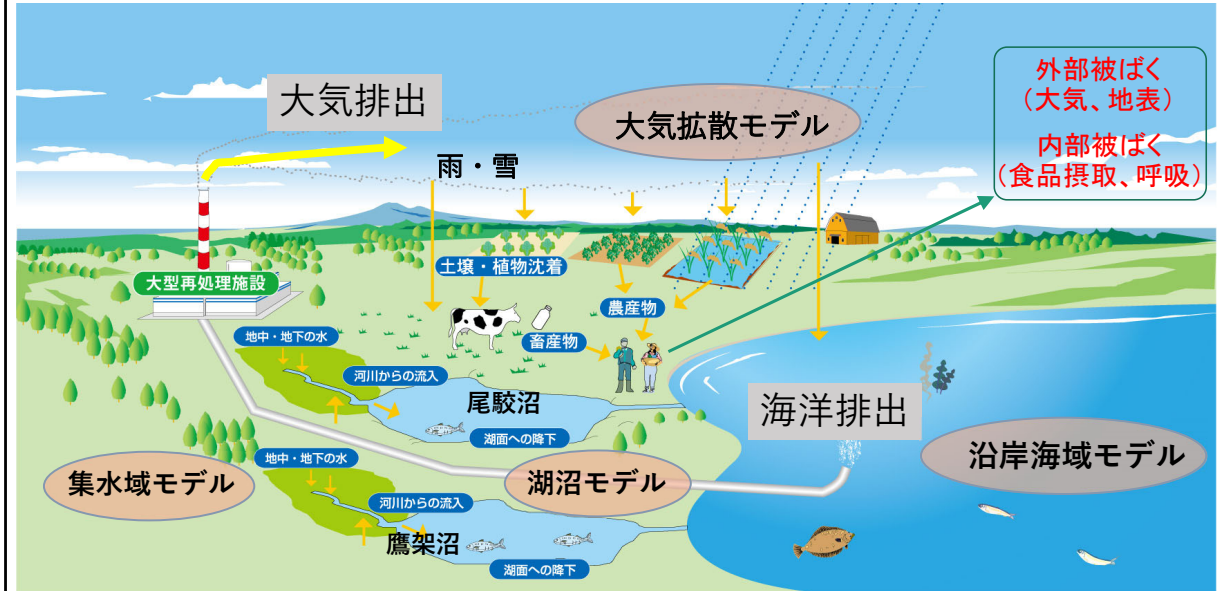 外部被ばく
（大気、地表）
内部被ばく
（食品摂取、呼吸）
大気排出
大気拡散モデル
雨・雪
土壌・植物沈着
大型再処理施設
農産物
畜産物
地中・地下の水
河川からの流入
尾駮沼
湖面への降下
海洋排出
沿岸海域モデル
集水域モデル
地中・地下の水
湖沼モデル
河川からの流入
鷹架沼
湖面への降下